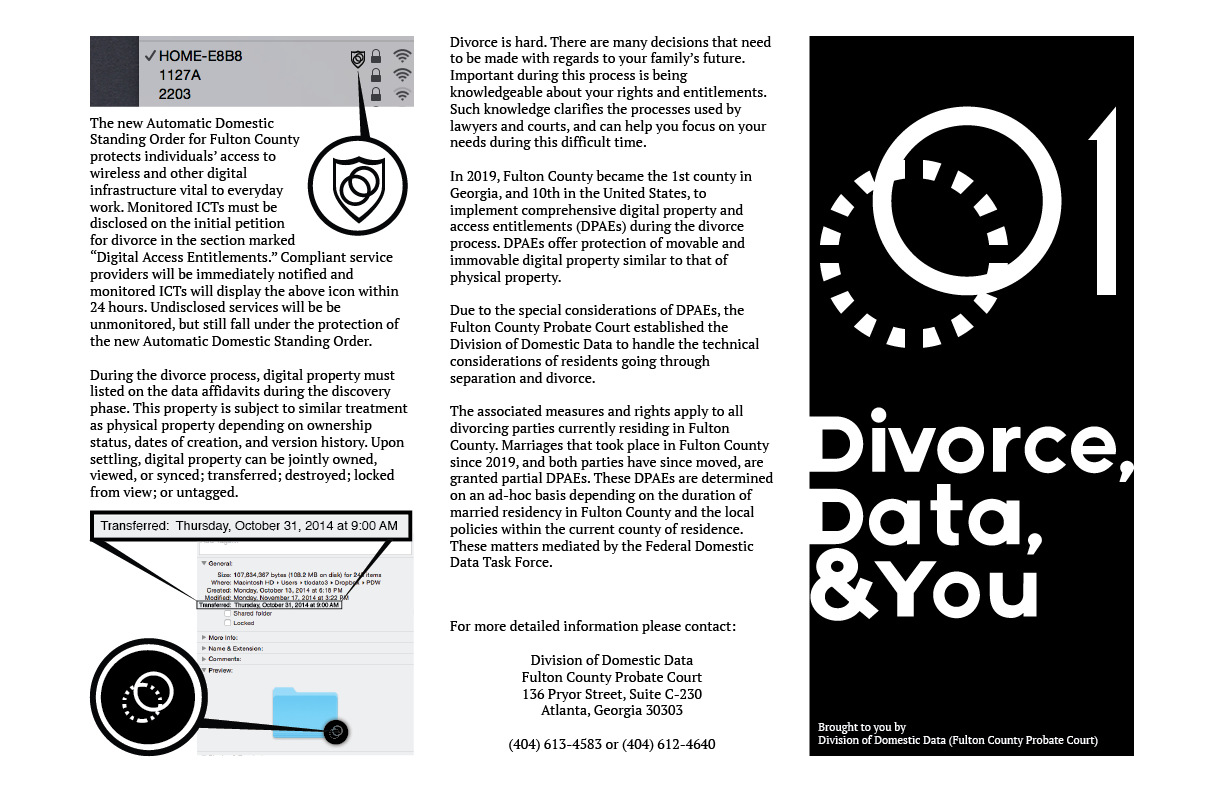 ✓HOME-E8B8
1127A
2203
The new Automatic Domestic
Standing Order for Fulton County
protects individuals’ access to
wireless and other digital
infrastructure vital to everyday
work. Monitored ICTs must be
disclosed on the initial petition
for divorce in the section marked
“Digital Access Entitlements.” Compliant service
providers will be immediately notified and
monitored ICTs will display the above icon within
24 hours. Undisclosed services will be be
unmonitored, but still fall under the protection of
the new Automatic Domestic Standing Order.
During the divorce process, digital property must
listed on the data affidavits during the discovery
phase. This property is subject to similar treatment
as physical property depending on ownership
status, dates of creation, and version history. Upon
settling, digital property can be jointly owned,
viewed, or synced; transferred; destroyed; locked
from view; or untagged.
Transferred: Thursday, October 31, 2014 at 9:00 AM
General:
Size: 107,634,367 bytes (108.2 MB on disk) for items
Where: Macintosh HD ▸ Users ▸ tlodato3 ▸ Dropbox ▸ PDW
Created: Monday, October 13, 2014 at 6:18 PM
Modified: Monday, November 17, 2014 at 3:22 PM
Transferred: Thursday, October 31, 2014 at 9:00 AM
Shared folder
Locked
More Info:
Name & Extension:
Comments:
Preview:
Divorce is hard. There are many decisions that need
to be made with regards to your family’s future.
Important during this process is being
knowledgeable about your rights and entitlements.
Such knowledge clarifies the processes used by
lawyers and courts, and can help you focus on your
needs during this difficult time.
In 2019, Fulton County became the 1st county in
Georgia, and 10th in the United States, to
implement comprehensive digital property and
access entitlements (DPAEs) during the divorce
process. DPAEs offer protection of movable and
immovable digital property similar to that of
physical property.
Due to the special considerations of DPAEs, the
Fulton County Probate Court established the
Division of Domestic Data to handle the technical
considerations of residents going through
separation and divorce.
The associated measures and rights apply to all
divorcing parties currently residing in Fulton
County. Marriages that took place in Fulton County
since 2019, and both parties have since moved, are
granted partial DPAEs. These DPAEs are determined
on an ad-hoc basis depending on the duration of
married residency in Fulton County and the local
policies within the current county of residence.
These matters mediated by the Federal Domestic
Data Task Force.
For more detailed information please contact:
Division of Domestic Data
Fulton County Probate Court
136 Pryor Street, Suite C-230
Atlanta, Georgia 30303
(404) 613-4583 or (404) 612-4640
01
Divorce,
Data,
&You
Brought to you by
Division of Domestic Data (Fulton County Probate Court)